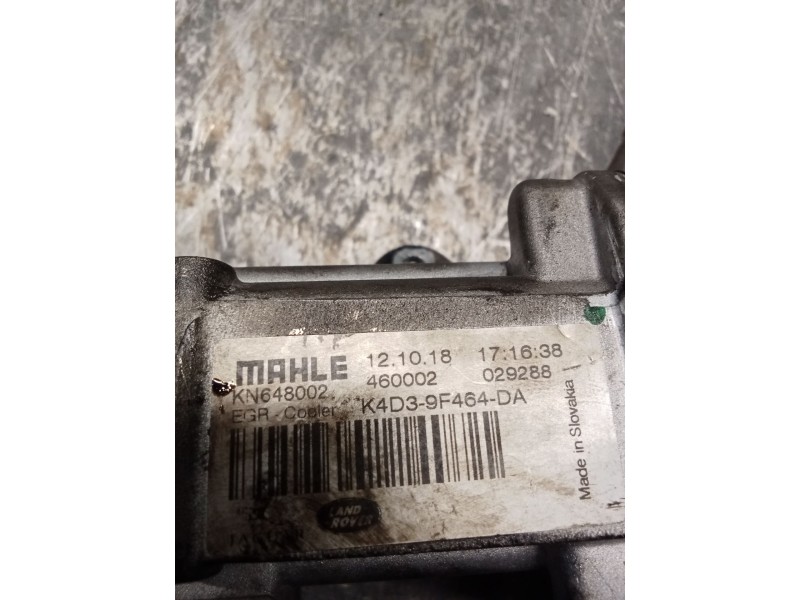 MAHLE 12.10.18 17:16:38
KN648002 460002 029288
EGR - Cooler K4D3-9F464-DA
Made in Slovakia
LAND
ROVER